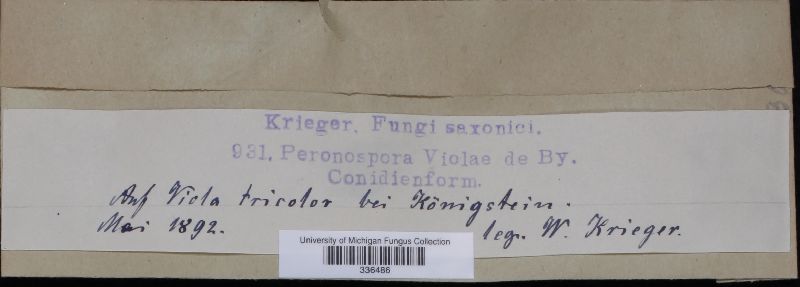 Krieger, Fungi saxonici.
931. Peronospora Violae de By.
Conidienform.
Auf Viola tricolor bei Königstein.
Mai 1892.
leg. W. Krieger.
University of Michigan Fungus Collection
336486